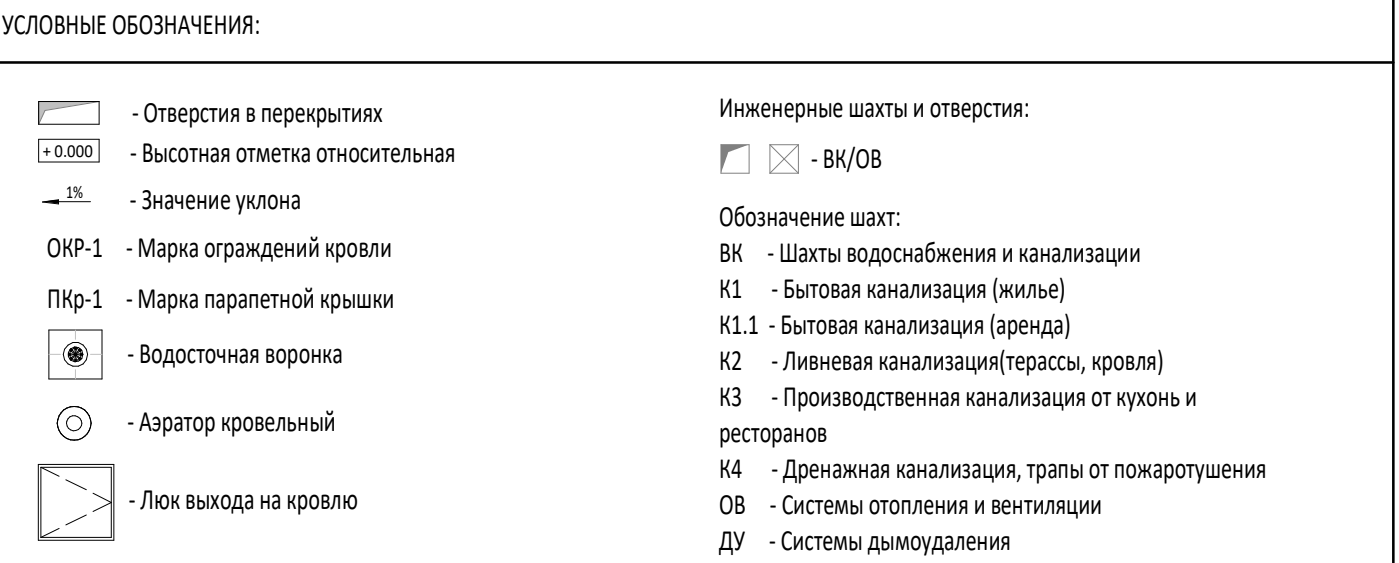 УСЛОВНЫЕ ОБОЗНАЧЕНИЯ:
- Отверстия в перекрытиях
+ 0.000 - Высотная отметка относительная
1% - Значение уклона
ОКР-1 - Марка ограждений кровли
ПКр-1 - Марка парапетной крышки
- Водосточная воронка
- Аэратор кровельный
- Люк выхода на кровлю
Инженерные шахты и отверстия:
- ВК/ОВ
Обозначение шахт:
ВК - Шахты водоснабжения и канализации
К1 - Бытовая канализация (жилье)
К1.1 - Бытовая канализация (аренда)
К2 - Ливневая канализация(терассы, кровля)
К3 - Производственная канализация от кухонь и
ресторанов
К4 - Дренажная канализация, трапы от пожаротушения
ОВ - Системы отопления и вентиляции
ДУ - Системы дымоудаления